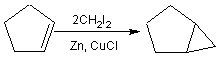 2CH₂I₂
Zn, CuCl